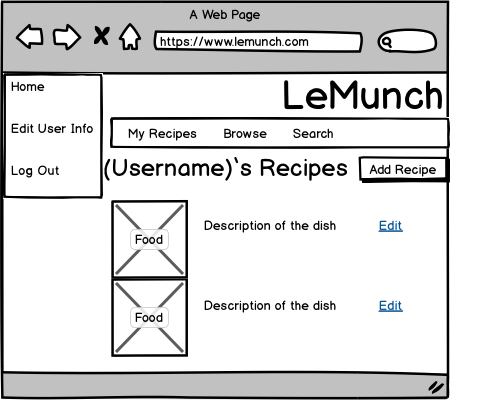 A Web Page
https://www.lemunch.com
Home
Edit User Info
Log Out
LeMunch
My Recipes Browse Search
(Username)`s Recipes
Add Recipe
Food
Description of the dish
Edit
Food
Description of the dish
Edit